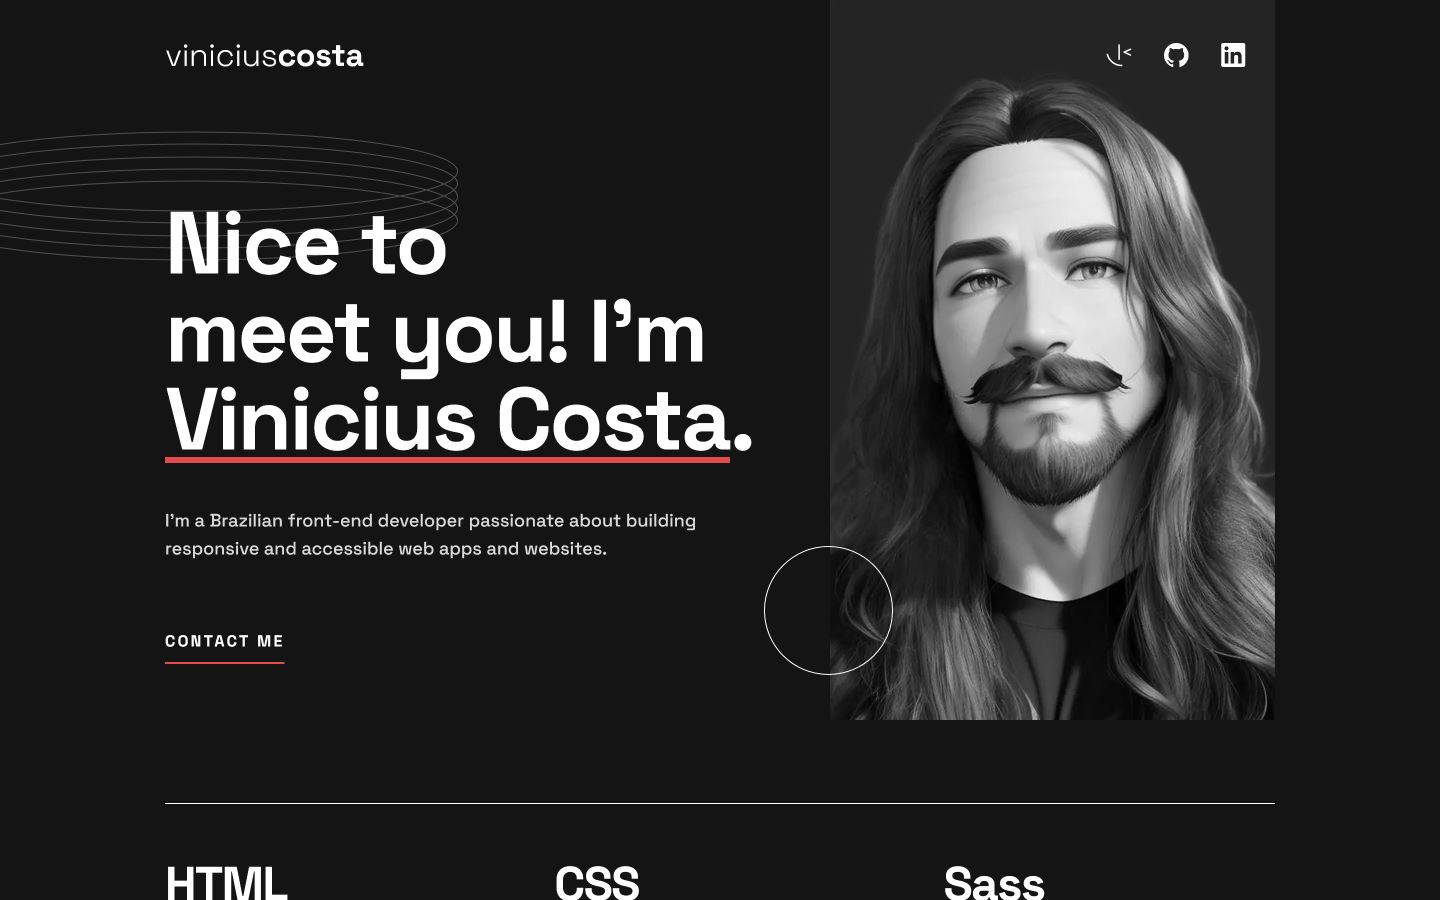 viniciuscosta
Nice to
meet you! I’m
Vinicius Costa.
I’m a Brazilian front-end developer passionate about building
responsive and accessible web apps and websites.
CONTACT ME
HTML
CSS
Sass